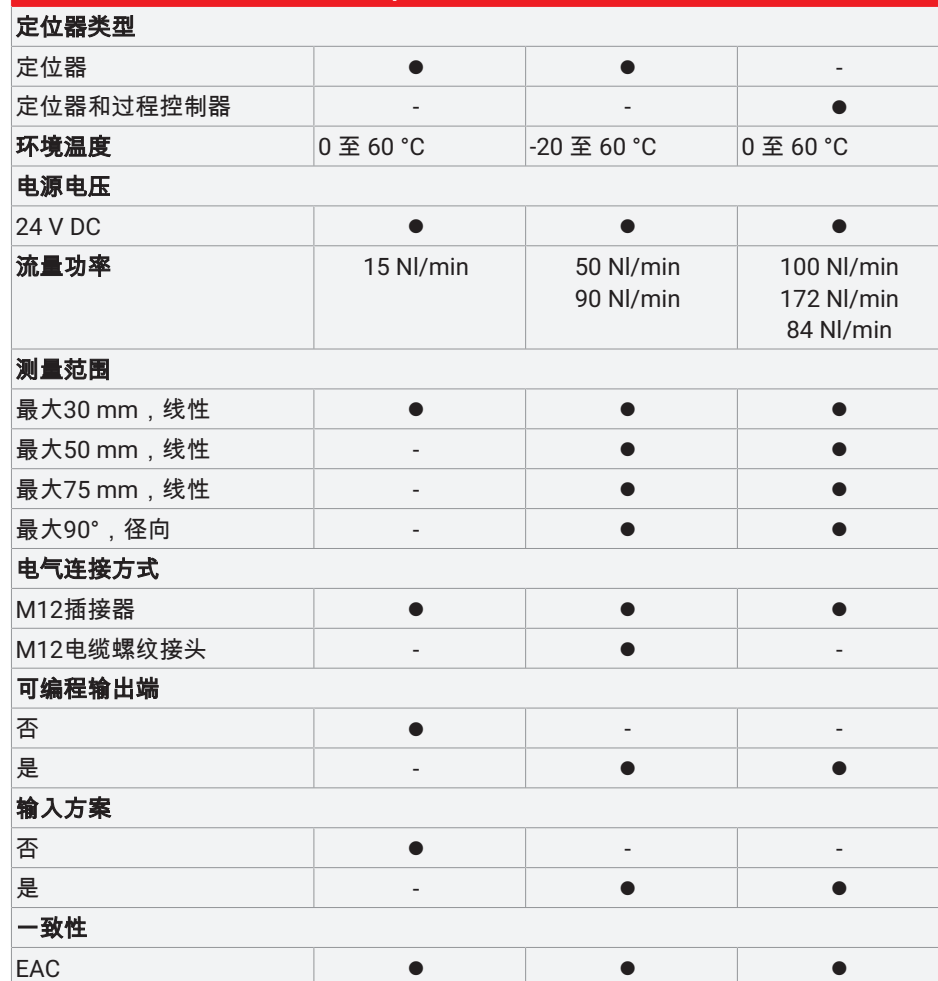 定位器类型
定位器 ● ● -
定位器和过程控制器 - - ●
环境温度 0 至 60 °C -20 至 60 °C 0 至 60 °C
电源电压
24 V DC ● ● ●
流量功率 15 Nl/min 50 Nl/min 100 Nl/min
90 Nl/min 172 Nl/min
84 Nl/min
测量范围
最大30 mm，线性 ● ● ●
最大50 mm，线性 - ● ●
最大75 mm，线性 - ● ●
最大90°，径向 - ● ●
电气连接方式
M12插接器 ● ● ●
M12电缆螺纹接头 - ● -
可编程输出端
否 ● - -
是 - ● ●
输入方案
否 ● - -
是 - ● ●
一致性
EAC ● ● ●